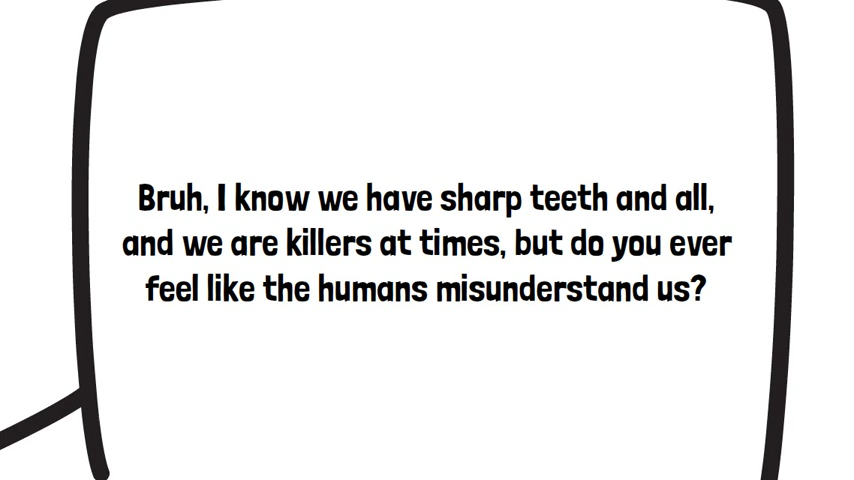 Bruh, I know we have sharp teeth and all,
and we are killers at times, but do you ever
feel like the humans misunderstand us?